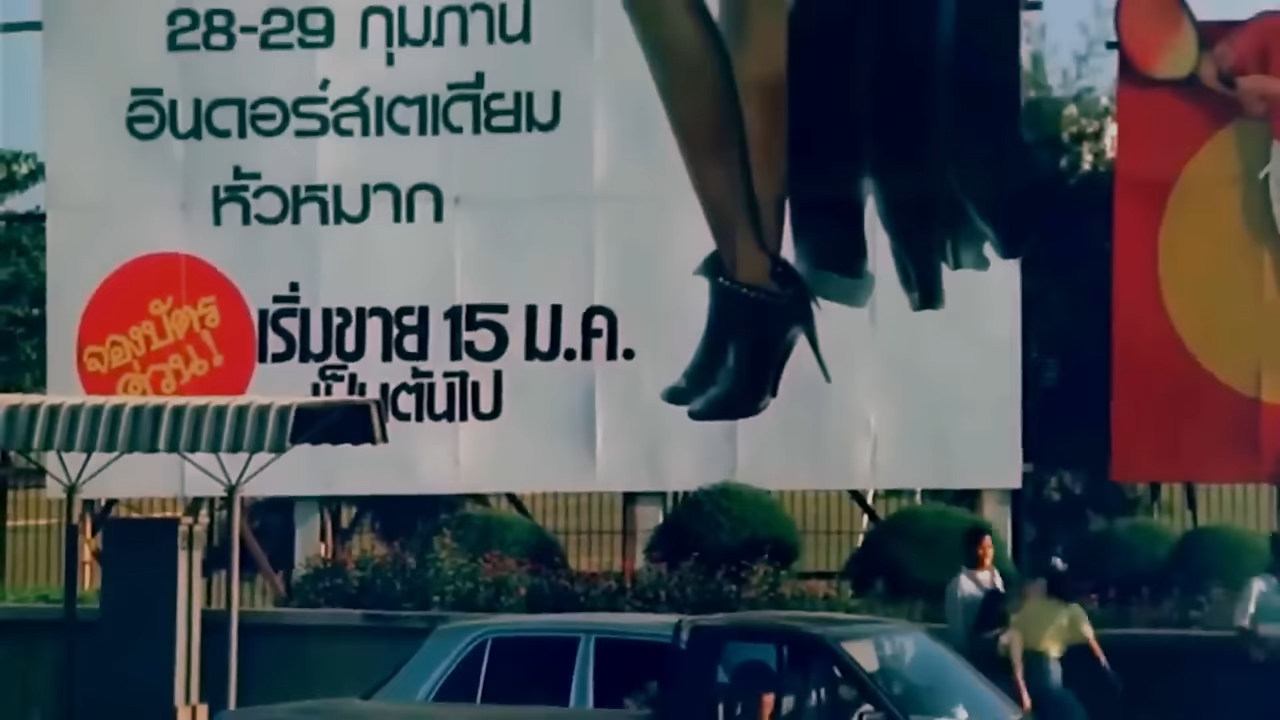 28-29 กุมภาน
อินดอร์สเตเดียม
หัวหมาก
จองบัตร
ด่วน!
เริ่มขาย 15 ม.ค.
เป็นต้นไป